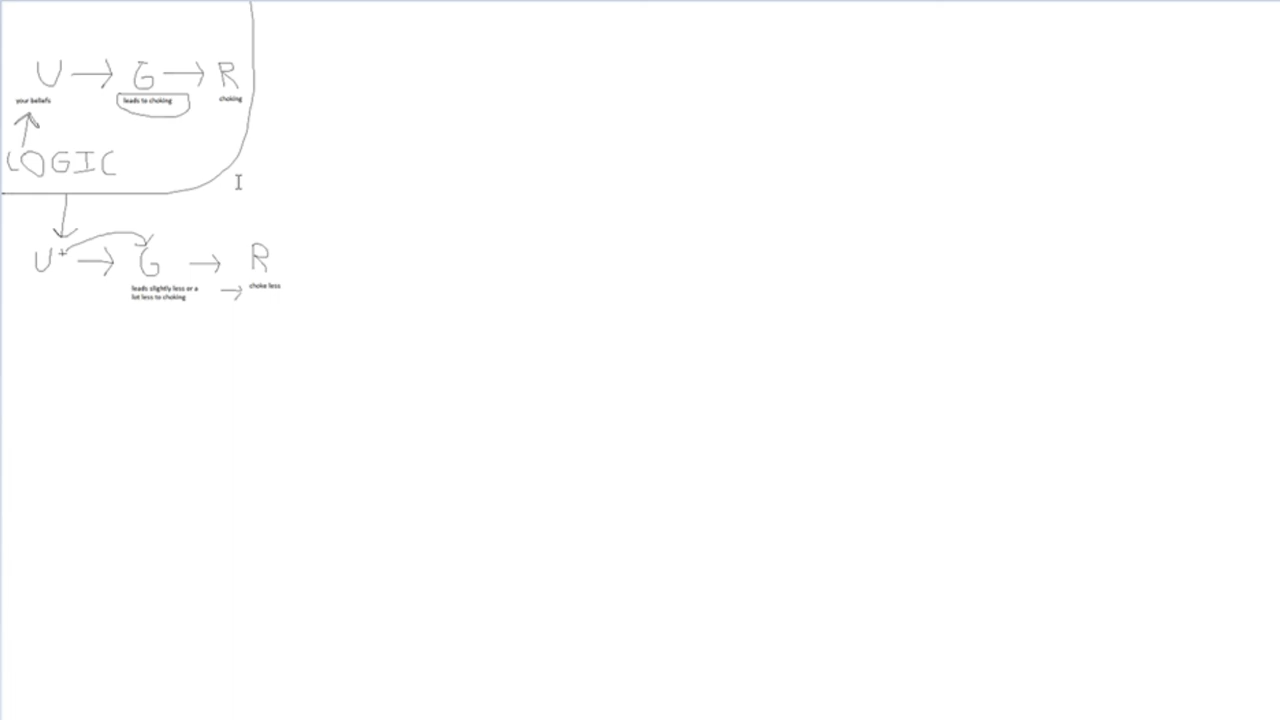 U → G → R
your beliefs leads to choking choking
LOGIC
U+ → G → R
leads slightly less or a → choke less
lot less to choking